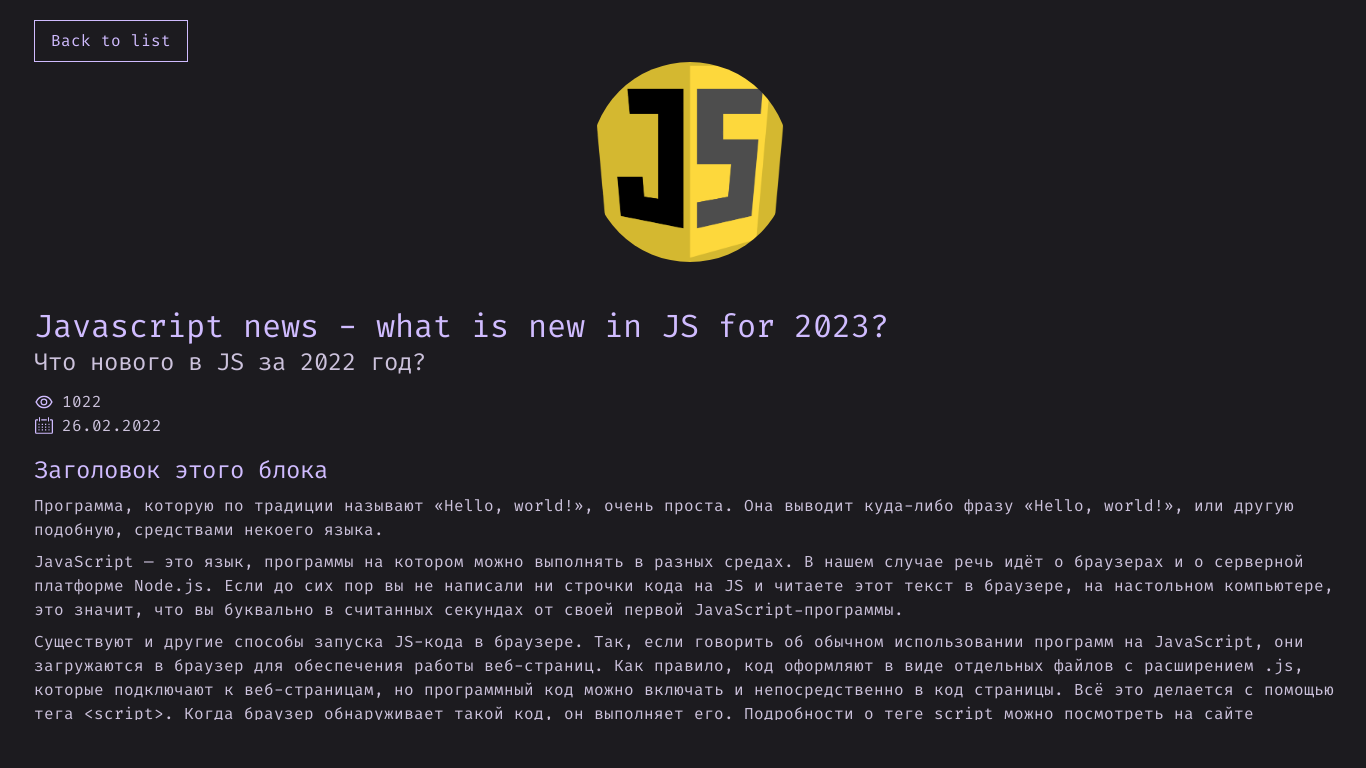 Back to list
JS
Javascript news - what is new in JS for 2023?
Что нового в JS за 2022 год?
1022
26.02.2022
Заголовок этого блока
Программа, которую по традиции называют «Hello, world!», очень проста. Она выводит куда-либо фразу «Hello, world!», или другую
подобную, средствами некоего языка.
JavaScript — это язык, программы на котором можно выполнять в разных средах. В нашем случае речь идёт о браузерах и о серверной
платформе Node.js. Если до сих пор вы не написали ни строчки кода на JS и читаете этот текст в браузере, на настольном компьютере,
это значит, что вы буквально в считанных секундах от своей первой JavaScript-программы.
Существуют и другие способы запуска JS-кода в браузере. Так, если говорить об обычном использовании программ на JavaScript, они
загружаются в браузер для обеспечения работы веб-страниц. Как правило, код оформляют в виде отдельных файлов с расширением .js,
которые подключают к веб-страницам, но программный код можно включать и непосредственно в код страницы. Всё это делается с помощью
тега <script>. Когда браузер обнаруживает такой код, он выполняет его. Подробности о теге script можно посмотреть на сайте